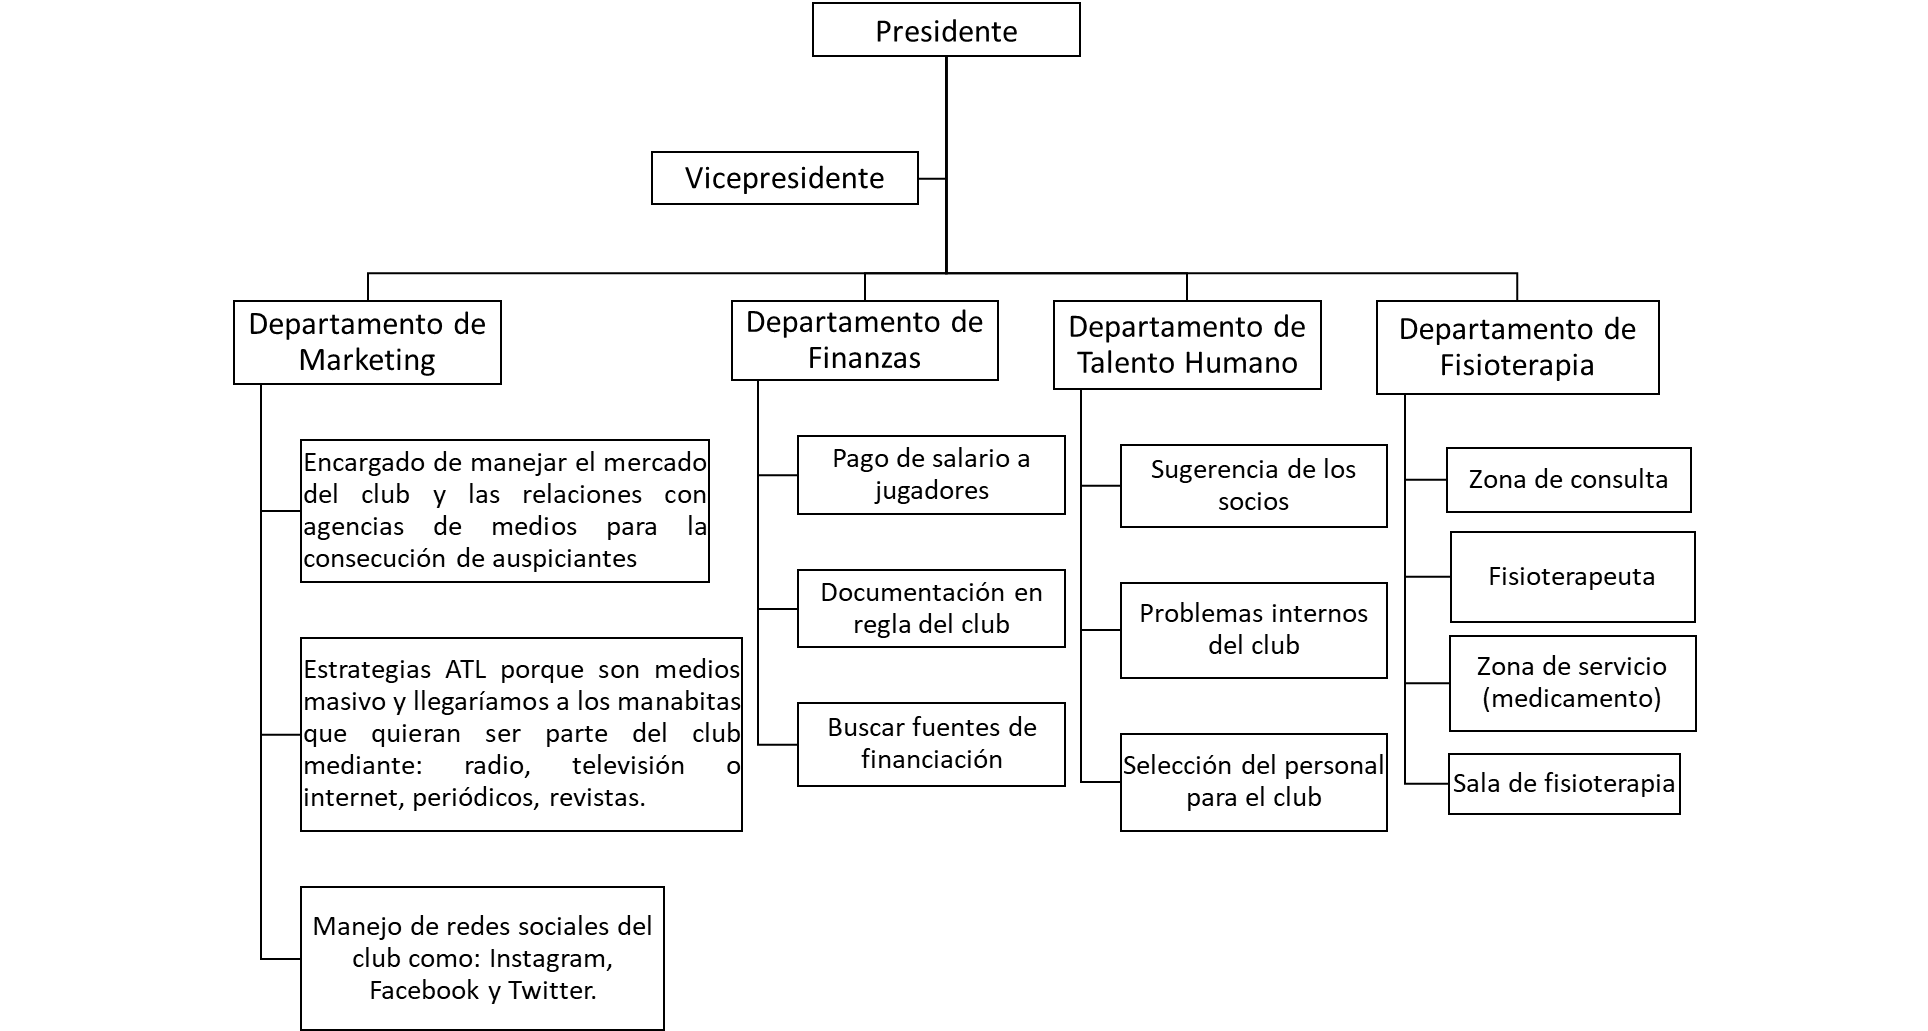 Presidente
Vicepresidente
Departamento de
Marketing
Encargado de manejar el mercado
del club y las relaciones con
agencias de medios para la
consecución de auspiciantes
Estrategias ATL porque son medios
masivo y llegaríamos a los manabitas
que quieran ser parte del club
mediante: radio, televisión o
internet, periódicos, revistas.
Manejo de redes sociales del
club como: Instagram,
Facebook y Twitter.
Departamento de
Finanzas
Pago de salario a
jugadores
Documentación en
regla del club
Buscar fuentes de
financiación
Departamento de
Talento Humano
Sugerencia de los
socios
Problemas internos
del club
Selección del personal
para el club
Departamento de
Fisioterapia
Zona de consulta
Fisioterapeuta
Zona de servicio
(medicamento)
Sala de fisioterapia